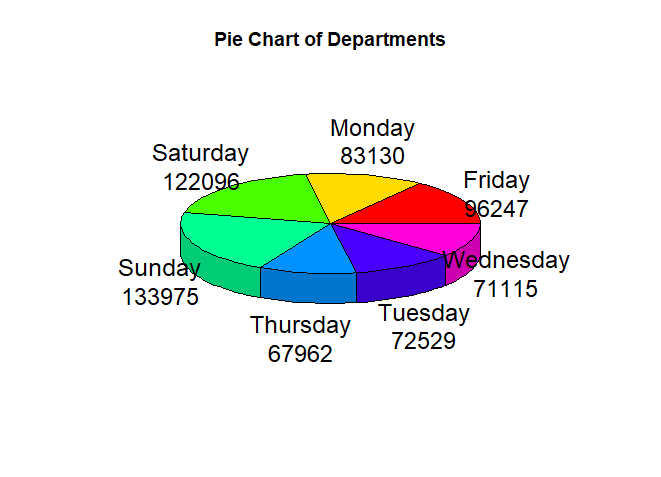 Pie Chart of Departments
Monday
83130
Saturday
122096
Friday
96247
Wednesday
71115
Sunday
133975
Tuesday
72529
Thursday
67962